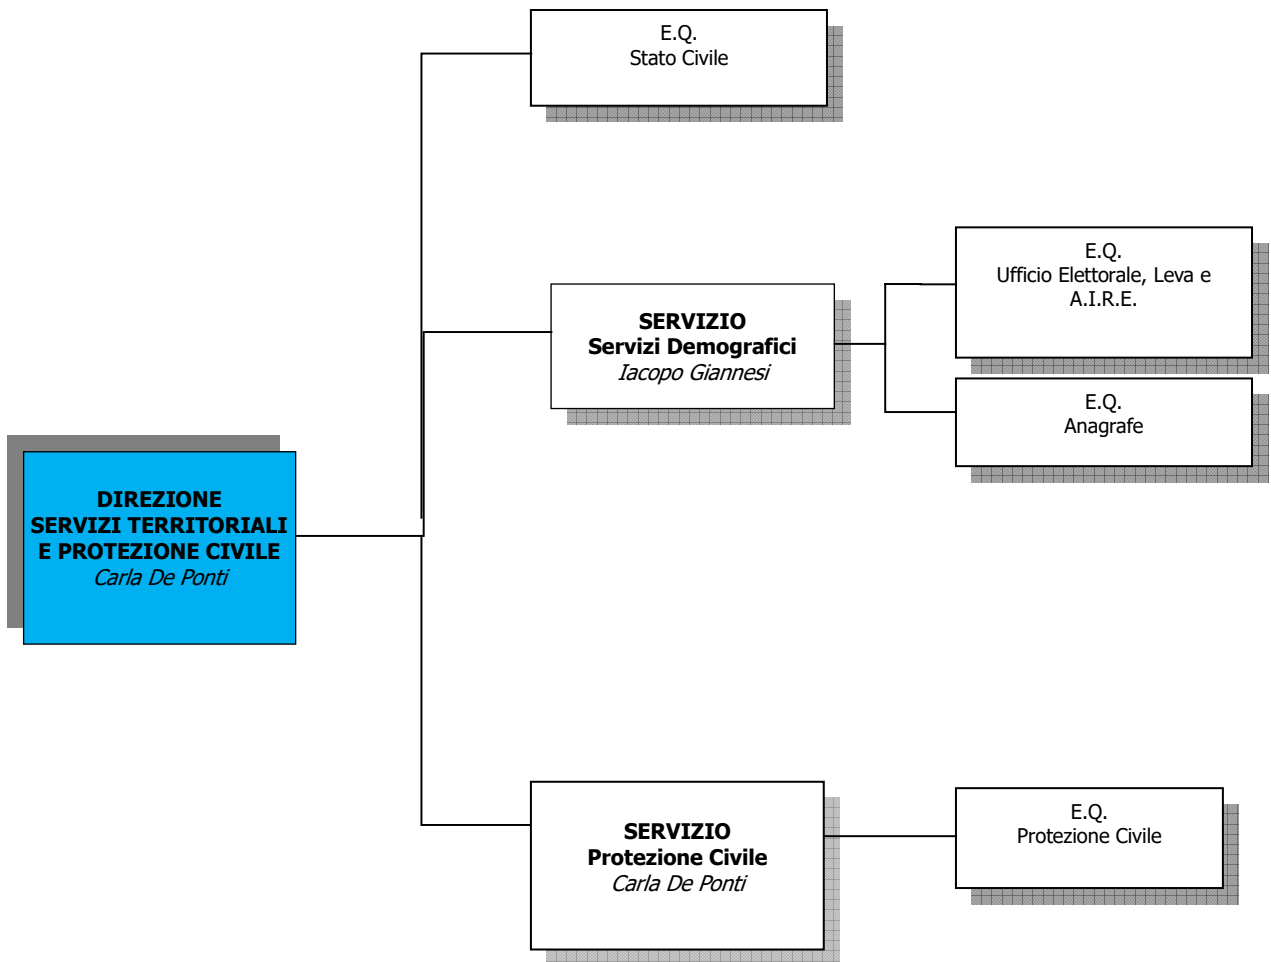 E.Q.
Stato Civile
E.Q.
Ufficio Elettorale, Leva e
A.I.R.E.
SERVIZIO
Servizi Demografici
Iacopo Giannesi
E.Q.
Anagrafe
DIREZIONE
SERVIZI TERRITORIALI
E PROTEZIONE CIVILE
Carla De Ponti
SERVIZIO
Protezione Civile
Carla De Ponti
E.Q.
Protezione Civile